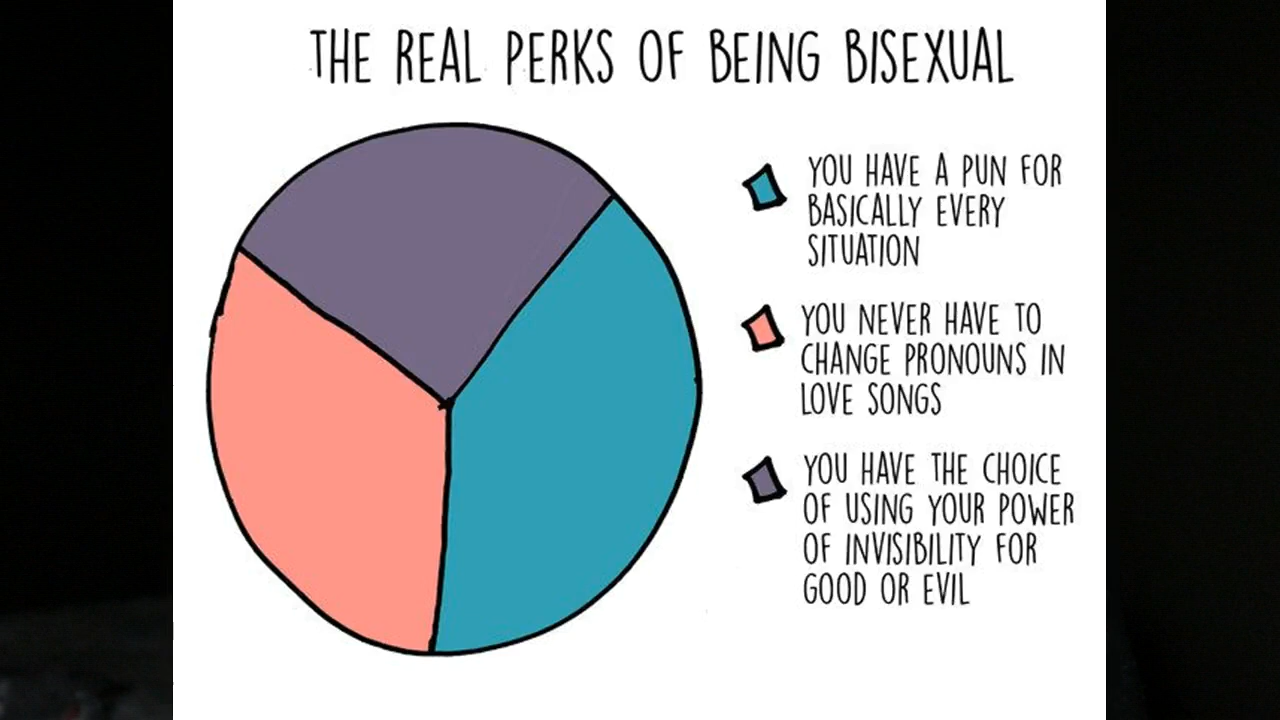 THE REAL PERKS OF BEING BISEXUAL
YOU HAVE A PUN FOR
BASICALLY EVERY
SITUATION
YOU NEVER HAVE TO
CHANGE PRONOUNS IN
LOVE SONGS
YOU HAVE THE CHOICE
OF USING YOUR POWER
OF INVISIBILITY FOR
GOOD OR EVIL